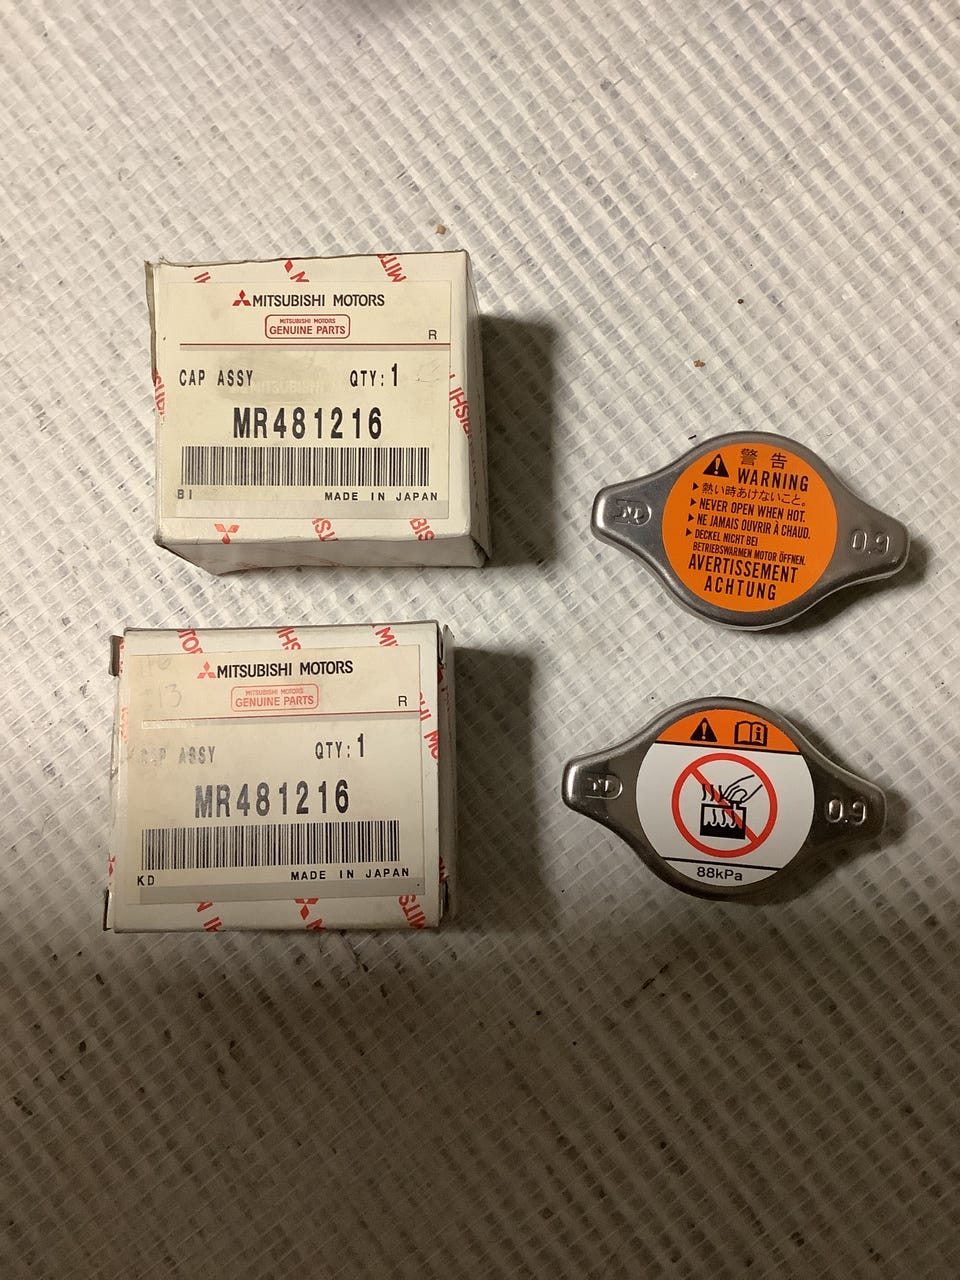 MITSUBISHI MOTORS
MITSUBISHI MOTORS
GENUINE PARTS
R
CAP ASSY QTY: 1
MR481216
BI MADE IN JAPAN
警告
WARNING
▶熱い時あけないこと。
▶NEVER OPEN WHEN HOT.
▶NE JAMAIS OUVRIR À CHAUD.
▶DECKEL NICHT BEI
BETRIEBSWARMEN MOTOR ÖFFNEN.
AVERTISSEMENT
ACHTUNG
0.9
MITSUBISHI MOTORS
MITSUBISHI MOTORS
GENUINE PARTS
R
CAP ASSY QTY: 1
MR481216
KD MADE IN JAPAN
0.9
88kPa